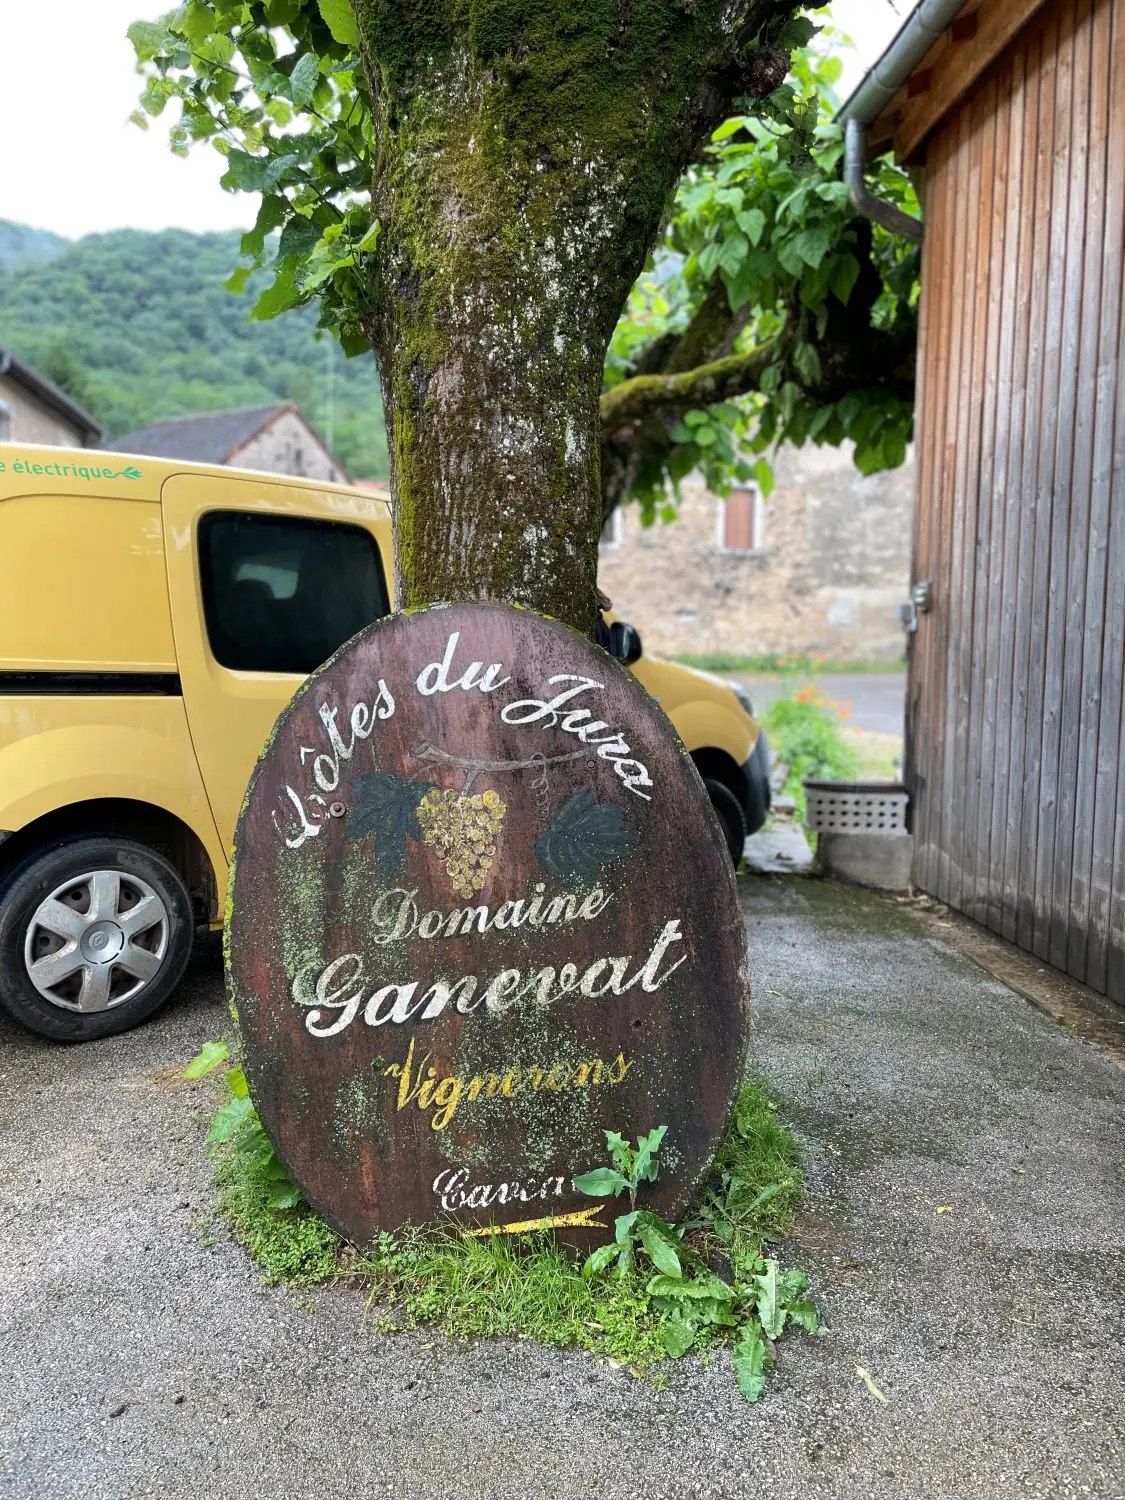 e électrique
Côtes du Jura
Domaine
Ganevat
Vignerons